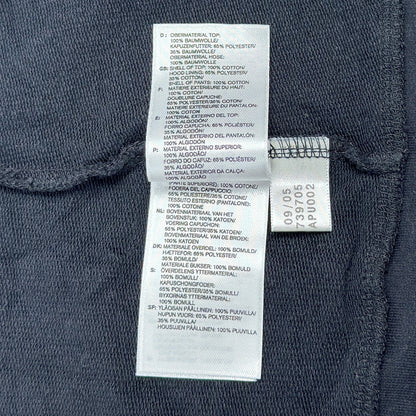 D: OBERMATERIAL TOP:
100% BAUMWOLLE/
KAPUZENFUTTER: 65% POLYESTER/
35% BAUMWOLLE/
OBERMATERIAL HOSE:
100% BAUMWOLLE
GB: SHELL OF TOP: 100% COTTON/
HOOD LINING: 65% POLYESTER/
35% COTTON/
SHELL OF PANTS: 100% COTTON
F: MATIERE EXTERIEURE DU HAUT:
100% COTON/
DOUBLURE CAPUCHE:
65% POLYESTER/35% COTON/
MATIERE EXTERIEURE DU PANTALON:
100% COTON
E: MATERIAL EXTERNO DEL TOP:
100% ALGODÓN/
FORRO CAPUCHA: 65% POLIÉSTER/
35% ALGODÓN/
MATERIAL EXTERNO DEL PANTALÓN:
100% ALGODÓN
P: MATERIAL EXTERNO SUPERIOR:
100% ALGODÃO/
FORRO DO CAPUZ: 65% POLIÉSTER/
35% ALGODÃO/
MATERIAL EXTERIOR DA CALÇA:
100% ALGODÃO
(PARTE SUPERIORE): 100% COTONE/
FODERA DEL CAPPUCCIO:
65% POLIESTERE/35% COTONE/
TESSUTO ESTERNO (PANTALONE):
100% COTONE
NL: BOVENMATERIAAL VAN HET
BOVENSTUK: 100% KATOEN/
VOERING CAPUCHON:
65% POLYESTER/35% KATOEN/
BOVENMATERIAAL VAN DE BROEK:
100% KATOEN
DK: MATERIALE OVERDEL: 100% BOMULD/
HÆTTEFOR: 65% POLYESTER/
35% BOMULD/
MATERIALE BUKSER: 100% BOMULD
S: ÖVERDELENS YTTERMATERIAL:
100% BOMULL/
KAPUSCHONGFODER:
65% POLYESTER/35% BOMULL/
BYXORNAS YTTERMATERIAL:
100% BOMULL
SP: YLÄOSAN PÄÄLLINEN: 100% PUUVILLA/
HUPUN VUORI: 65% POLYESTER/
35% PUUVILLA/
HOUSUJEN PÄÄLLINEN: 100% PUUVILLA
09/05
739705
APU002